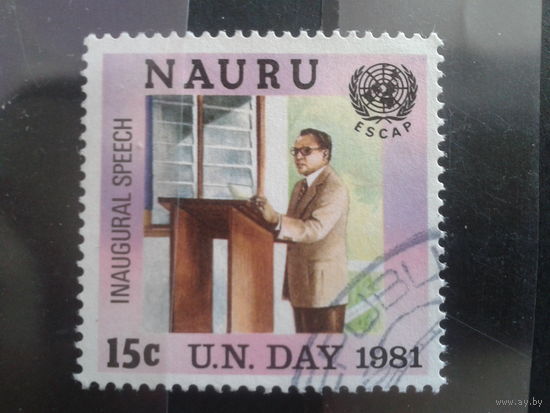 NAURU
ESCAP
INAUGURAL SPEECH
15c U.N. DAY 1981
www.ay.by